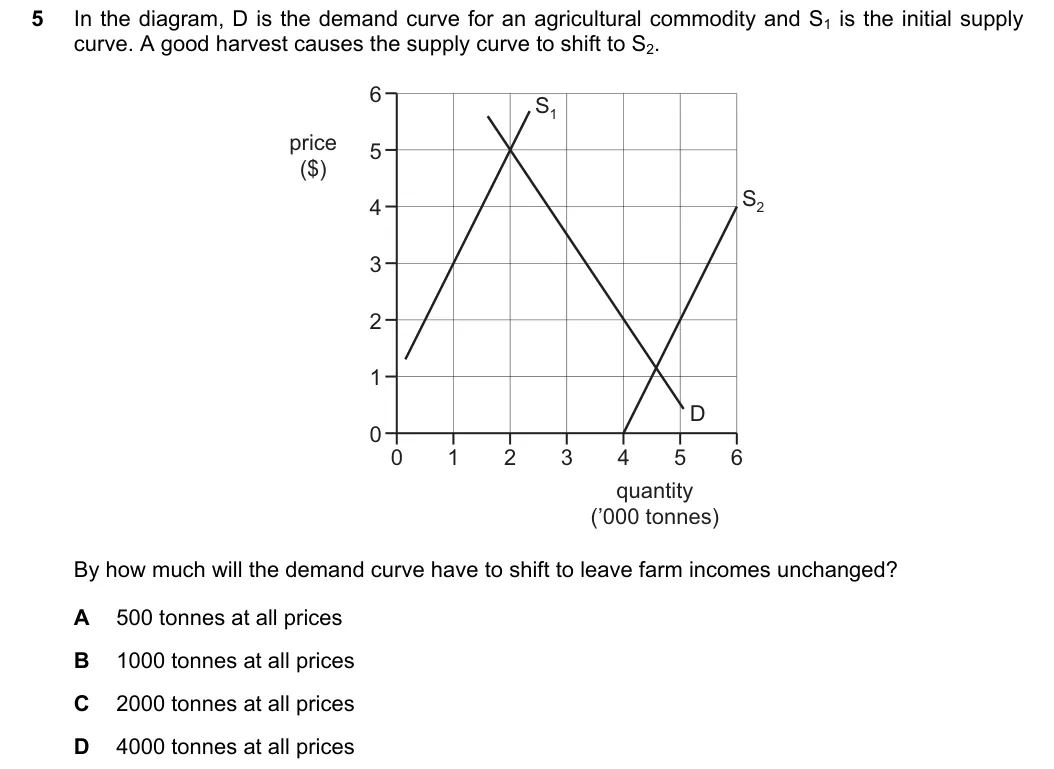 5 In the diagram, D is the demand curve for an agricultural commodity and S₁ is the initial supply
curve. A good harvest causes the supply curve to shift to S₂.
6
S₁
price
($)
5
S₂
4
3
2
1
D
0
0 1 2 3 4 5 6
quantity
(’000 tonnes)
By how much will the demand curve have to shift to leave farm incomes unchanged?
A 500 tonnes at all prices
B 1000 tonnes at all prices
C 2000 tonnes at all prices
D 4000 tonnes at all prices